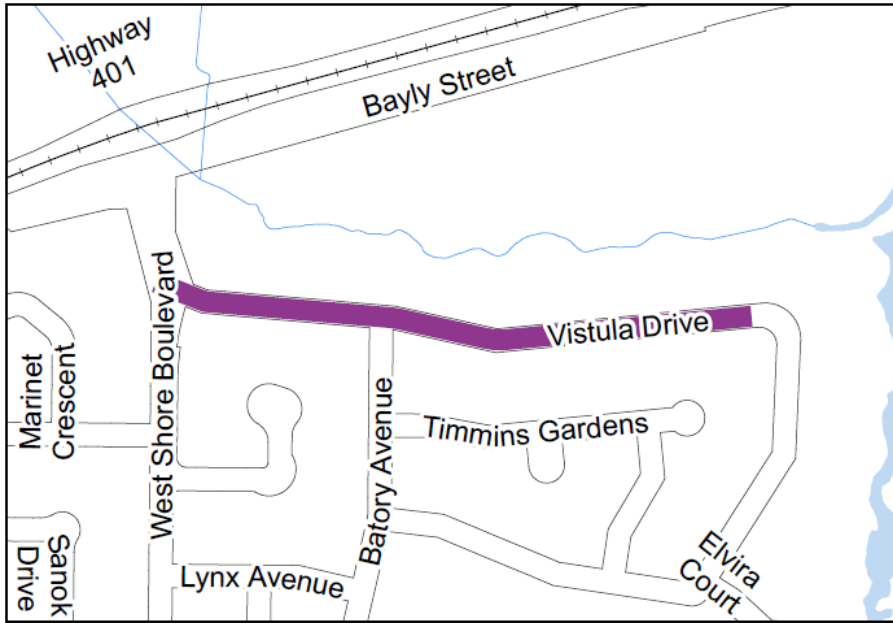 Highway
401
Bayly Street
West Shore Boulevard
Vistula Drive
Marinet
Crescent
Timmins Gardens
Batory Avenue
Sanok
Drive
Lynx Avenue
Elvira
Court